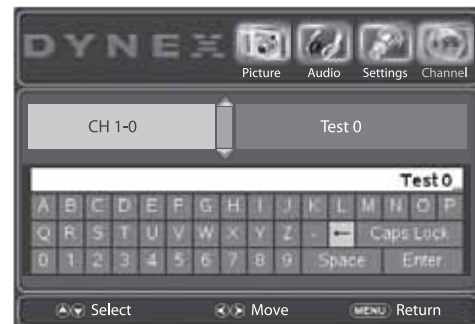 DYNEX
Picture Audio Settings Channel
CH 1-0 Test 0
Test 0_
A B C D E F G H I J K L M N O P
Q R S T U V W X Y Z - ← Caps Lock
0 1 2 3 4 5 6 7 8 9 Space Enter
Select Move MENU Return